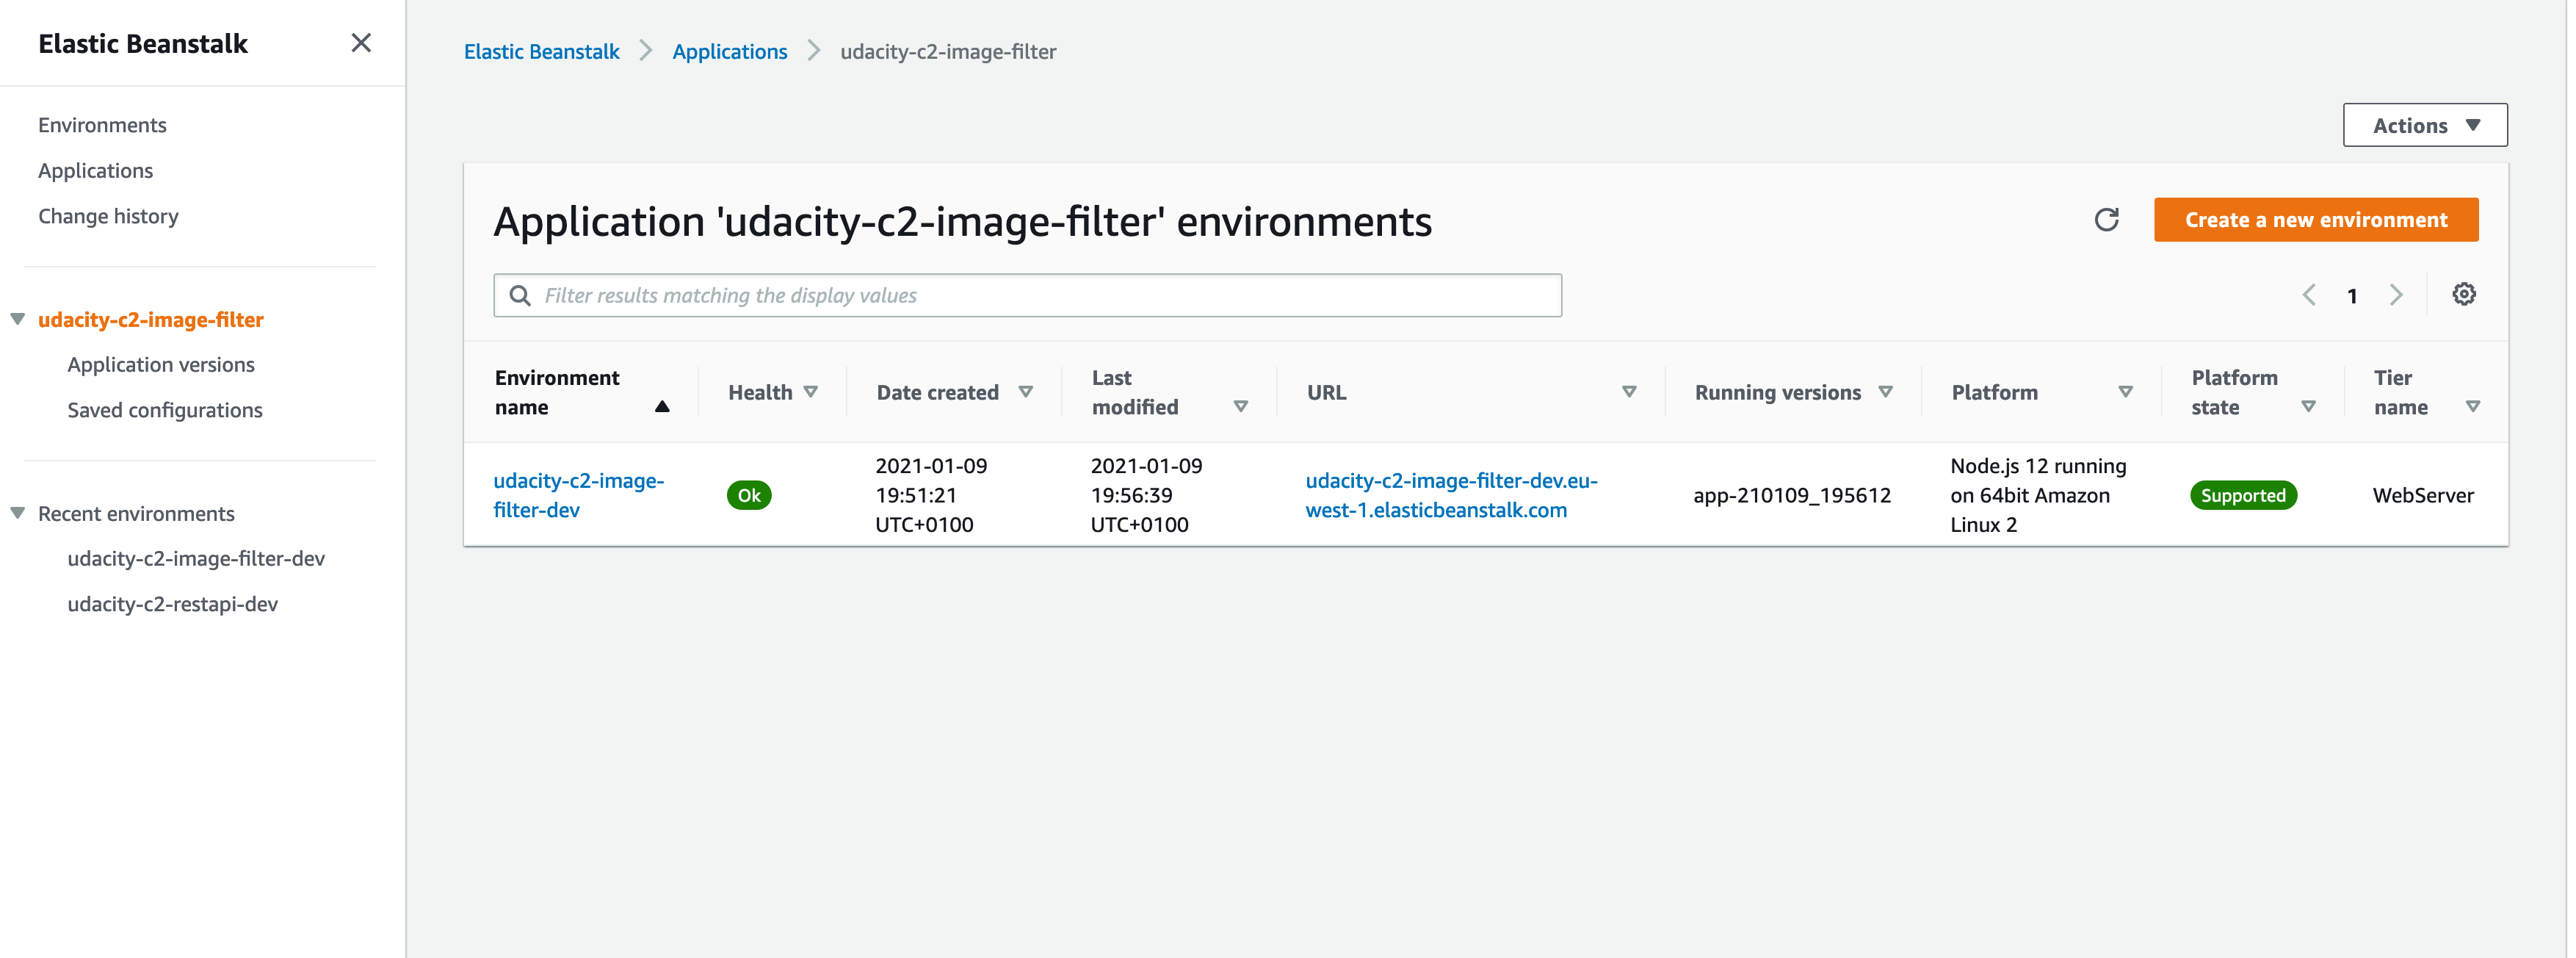 Elastic Beanstalk
Environments
Applications
Change history
udacity-c2-image-filter
Application versions
Saved configurations
Recent environments
udacity-c2-image-filter-dev
udacity-c2-restapi-dev
Elastic Beanstalk > Applications > udacity-c2-image-filter
Actions
Application 'udacity-c2-image-filter' environments
Create a new environment
Filter results matching the display values
1
Environment
name
Health
Date created
Last
modified
URL
Running versions
Platform
Platform
state
Tier
name
udacity-c2-image-
filter-dev
Ok
2021-01-09
19:51:21
UTC+0100
2021-01-09
19:56:39
UTC+0100
udacity-c2-image-filter-dev.eu-
west-1.elasticbeanstalk.com
app-210109_195612
Node.js 12 running
on 64bit Amazon
Linux 2
Supported
WebServer